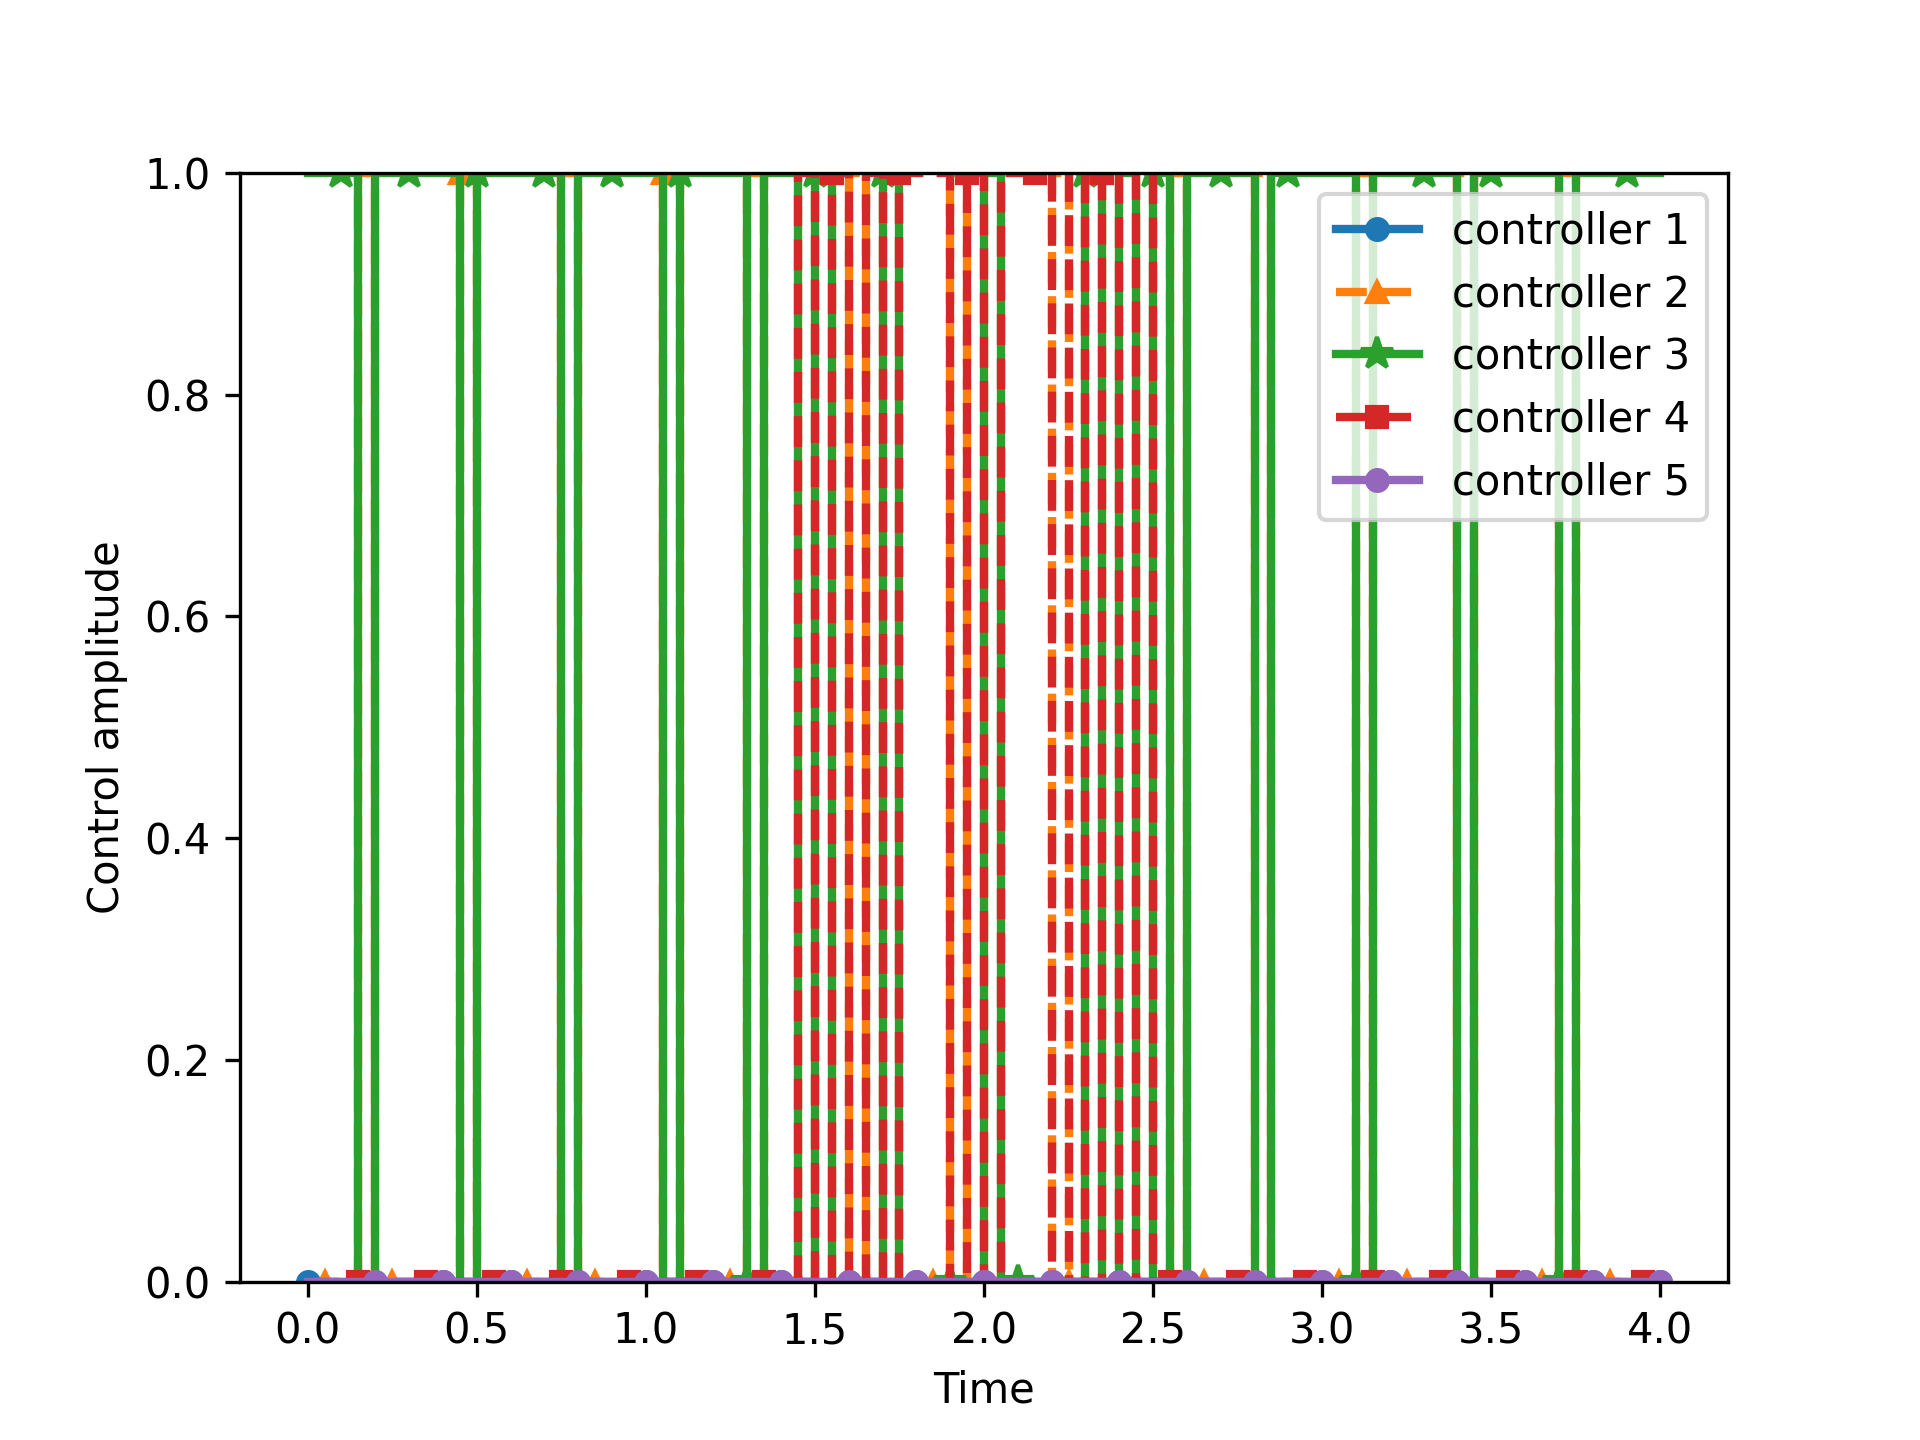 1.0
0.8
0.6
0.4
0.2
0.0
Control amplitude
controller 1
controller 2
controller 3
controller 4
controller 5
0.0 0.5 1.0 1.5 2.0 2.5 3.0 3.5 4.0
Time